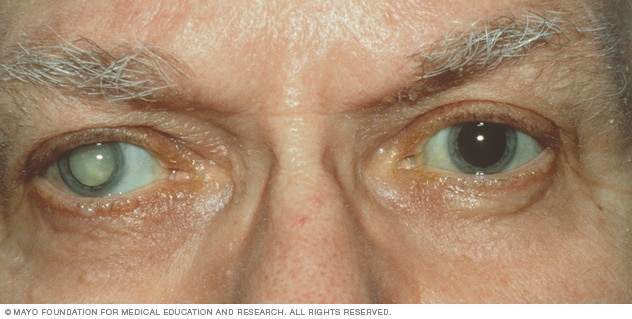 © MAYO FOUNDATION FOR MEDICAL EDUCATION AND RESEARCH. ALL RIGHTS RESERVED.